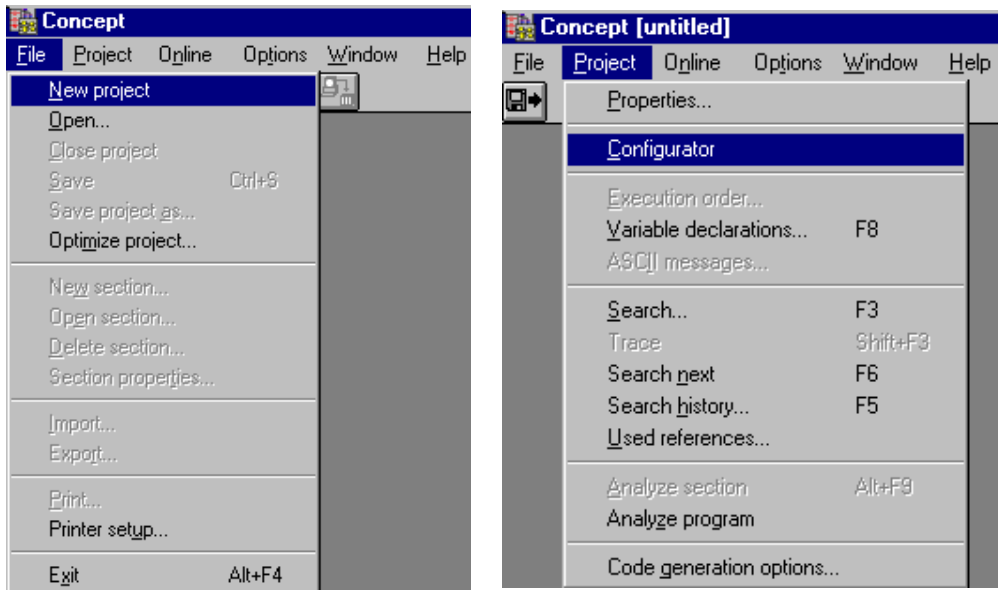 Concept
File Project Online Options Window Help
New project
Open...
Close project
Save Ctrl+S
Save project as...
Optimize project...
New section...
Open section...
Delete section...
Section properties...
Import...
Export...
Print...
Printer setup...
Exit Alt+F4
Concept [untitled]
File Project Online Options Window Help
Properties...
Configurator
Execution order...
Variable declarations... F8
ASCII messages...
Search... F3
Trace Shift+F3
Search next F6
Search history... F5
Used references...
Analyze section Alt+F9
Analyze program
Code generation options...